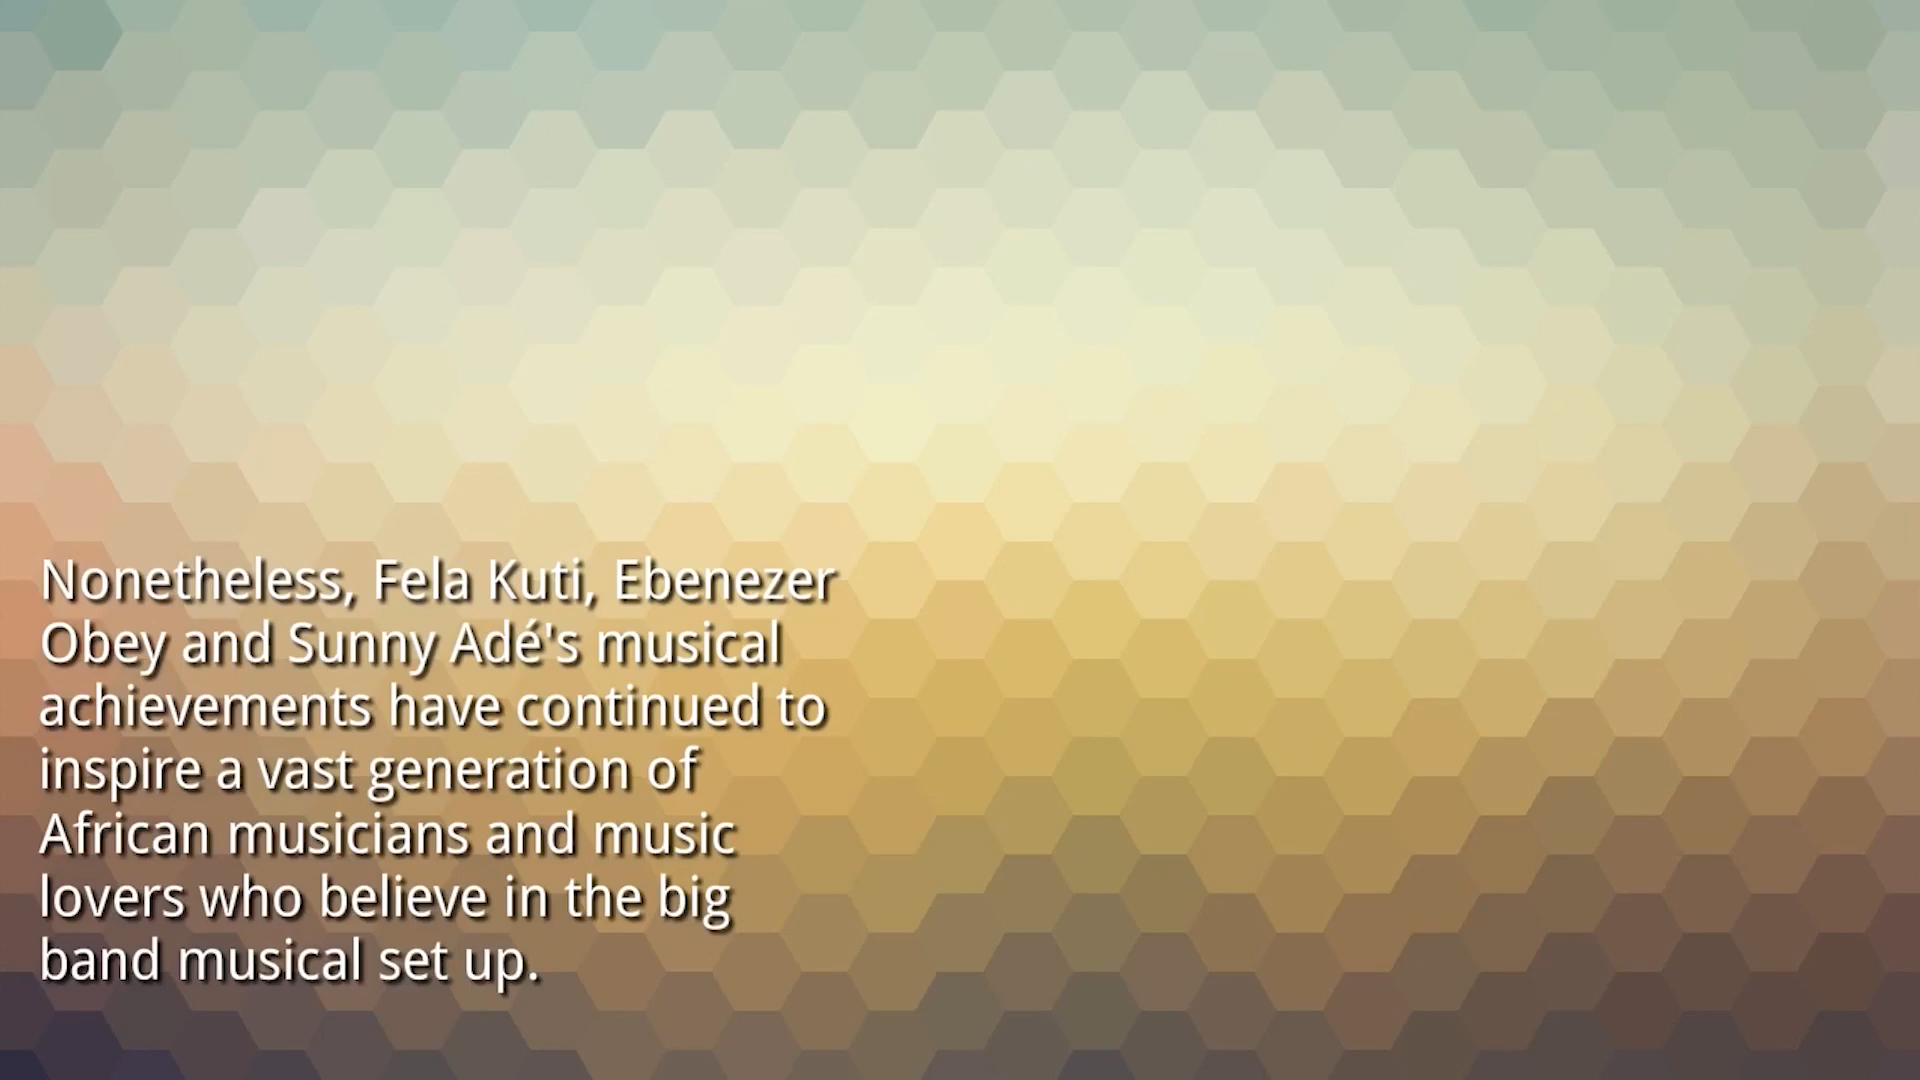 Nonetheless, Fela Kuti, Ebenezer
Obey and Sunny Adé's musical
achievements have continued to
inspire a vast generation of
African musicians and music
lovers who believe in the big
band musical set up.